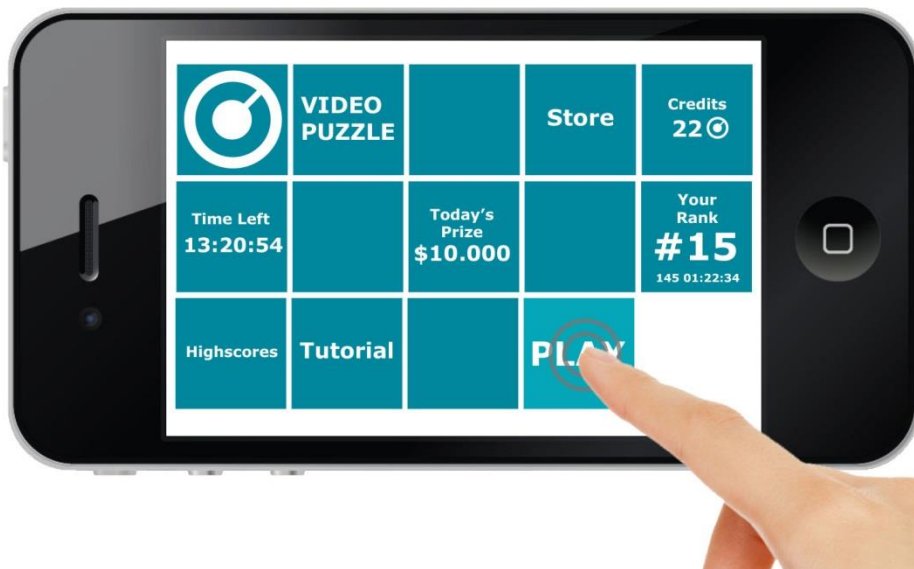 VIDEO
PUZZLE
Store
Credits
22
Time Left
13:20:54
Today's
Prize
$10.000
Your
Rank
#15
145 01:22:34
Highscores
Tutorial
PLAY